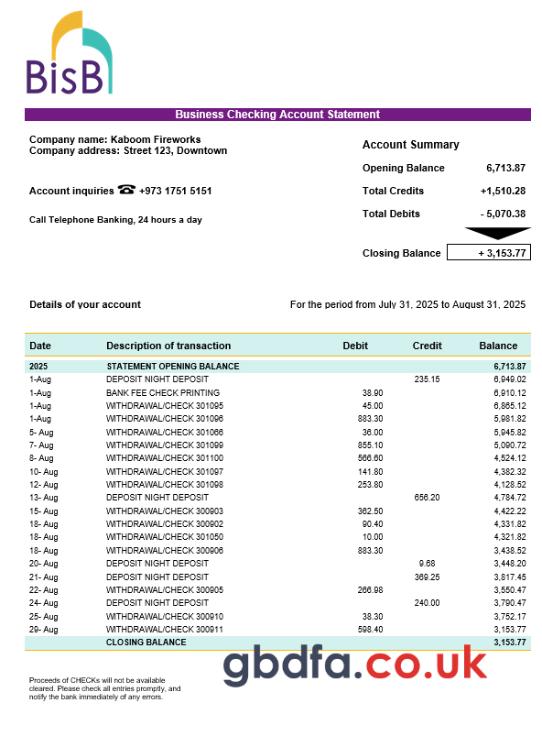 BisB
Business Checking Account Statement
Company name: Kaboom Fireworks
Company address: Street 123, Downtown
Account inquiries ☎ +973 1751 5151
Call Telephone Banking, 24 hours a day
Account Summary
Opening Balance 6,713.87
Total Credits +1,510.28
Total Debits - 5,070.38
Closing Balance + 3,153.77
Details of your account For the period from July 31, 2025 to August 31, 2025
Date Description of transaction Debit Credit Balance
2025 STATEMENT OPENING BALANCE 6,713.87
1-Aug DEPOSIT NIGHT DEPOSIT 235.15 6,949.02
1-Aug BANK FEE CHECK PRINTING 38.90 6,910.12
1-Aug WITHDRAWAL/CHECK 301095 45.00 6,865.12
1-Aug WITHDRAWAL/CHECK 301096 883.30 5,981.82
5- Aug WITHDRAWAL/CHECK 301066 36.00 5,945.82
7- Aug WITHDRAWAL/CHECK 301099 855.10 5,090.72
8- Aug WITHDRAWAL/CHECK 301100 566.60 4,524.12
10- Aug WITHDRAWAL/CHECK 301097 141.80 4,382.32
12- Aug WITHDRAWAL/CHECK 301098 253.80 4,128.52
13- Aug DEPOSIT NIGHT DEPOSIT 656.20 4,784.72
15- Aug WITHDRAWAL/CHECK 300903 362.50 4,422.22
18- Aug WITHDRAWAL/CHECK 300902 90.40 4,331.82
18- Aug WITHDRAWAL/CHECK 301050 10.00 4,321.82
18- Aug WITHDRAWAL/CHECK 300906 883.30 3,438.52
20- Aug DEPOSIT NIGHT DEPOSIT 9.68 3,448.20
21- Aug DEPOSIT NIGHT DEPOSIT 369.25 3,817.45
22- Aug WITHDRAWAL/CHECK 300905 266.98 3,550.47
24- Aug DEPOSIT NIGHT DEPOSIT 240.00 3,790.47
25- Aug WITHDRAWAL/CHECK 300910 38.30 3,752.17
29- Aug WITHDRAWAL/CHECK 300911 598.40 3,153.77
CLOSING BALANCE 3,153.77
gbdfa.co.uk
Proceeds of CHECKs will not be available
cleared. Please check all entries promptly, and
notify the bank immediately of any errors.